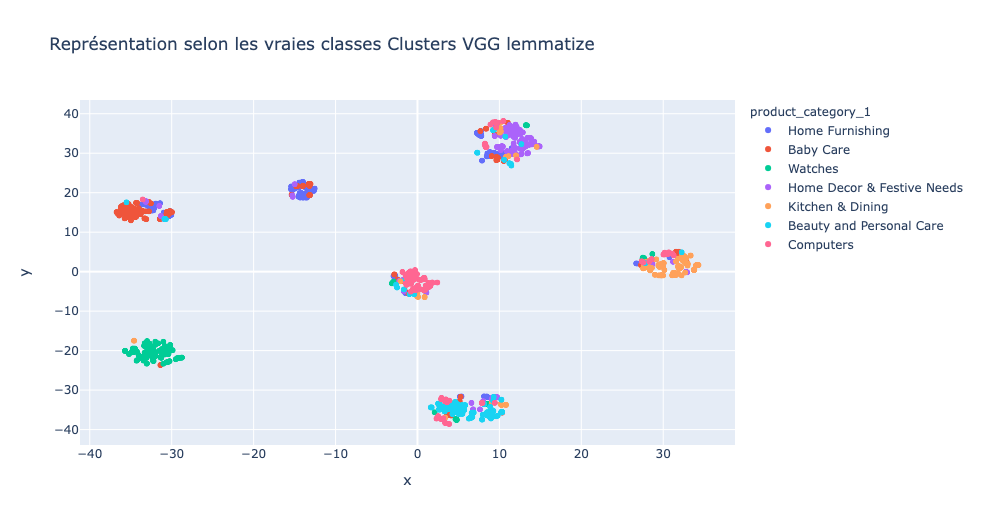 Représentation selon les vraies classes Clusters VGG lemmatize
product_category_1
Home Furnishing
Baby Care
Watches
Home Decor & Festive Needs
Kitchen & Dining
Beauty and Personal Care
Computers
40
30
20
10
0
−10
−20
−30
−40
y
−40 −30 −20 −10 0 10 20 30
x